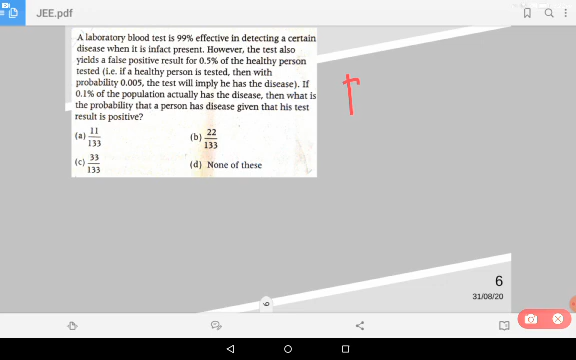 JEE.pdf
A laboratory blood test is 99% effective in detecting a certain
disease when it is infact present. However, the test also
yields a false positive result for 0.5% of the healthy person
tested (i.e. if a healthy person is tested, then with
probability 0.005, the test will imply he has the disease). If
0.1% of the population actually has the disease, then what is
the probability that a person has disease given that his test
result is positive?
(a) 11/133 (b) 22/133
(c) 33/133 (d) None of these
6
31/08/20
6